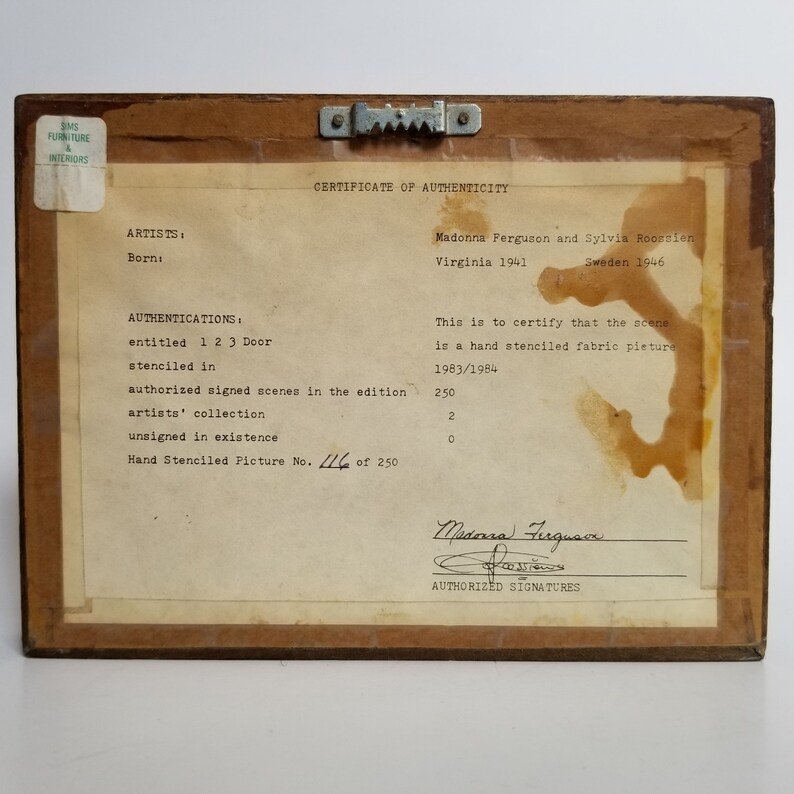 SIMS
FURNITURE
&
INTERIORS
CERTIFICATE OF AUTHENTICITY
ARTISTS: Madonna Ferguson and Sylvia Roossien
Born: Virginia 1941 Sweden 1946
AUTHENTICATIONS: This is to certify that the scene
entitled 1 2 3 Door is a hand stenciled fabric picture
stenciled in 1983/1984
authorized signed scenes in the edition 250
artists' collection 2
unsigned in existence 0
Hand Stenciled Picture No. 116 of 250
Madonna Ferguson
Roossien
AUTHORIZED SIGNATURES